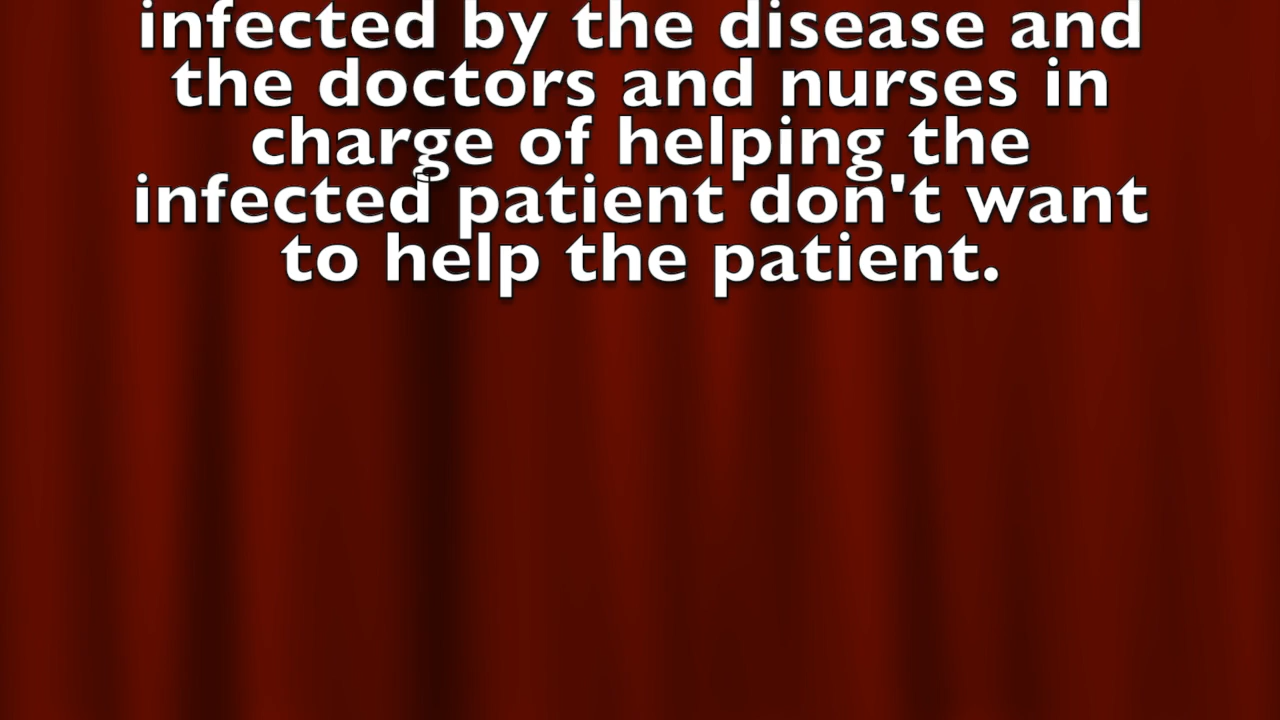 infected by the disease and
the doctors and nurses in
charge of helping the
infected patient don't want
to help the patient.